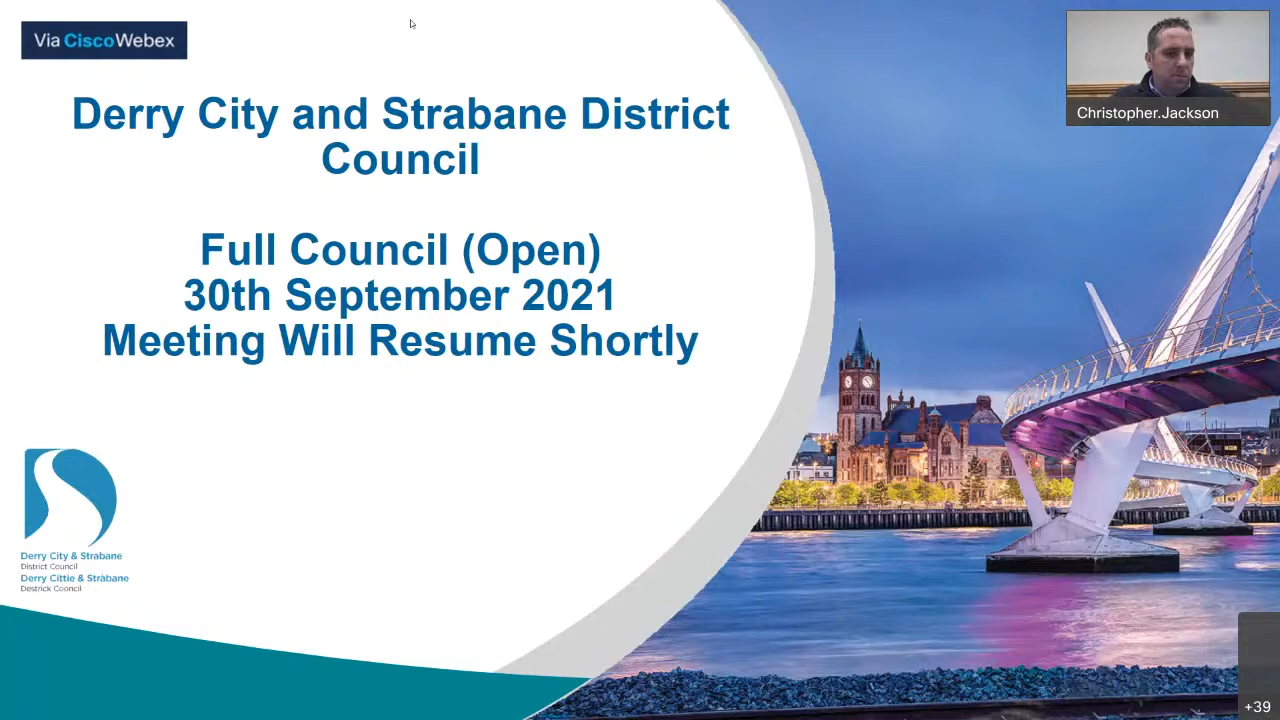 Via CiscoWebex
Derry City and Strabane District
Council
Full Council (Open)
30th September 2021
Meeting Will Resume Shortly
Christopher.Jackson
Derry City & Strabane
District Council
Derry Cittie & Stràbane
Destrick Cooncil
+39